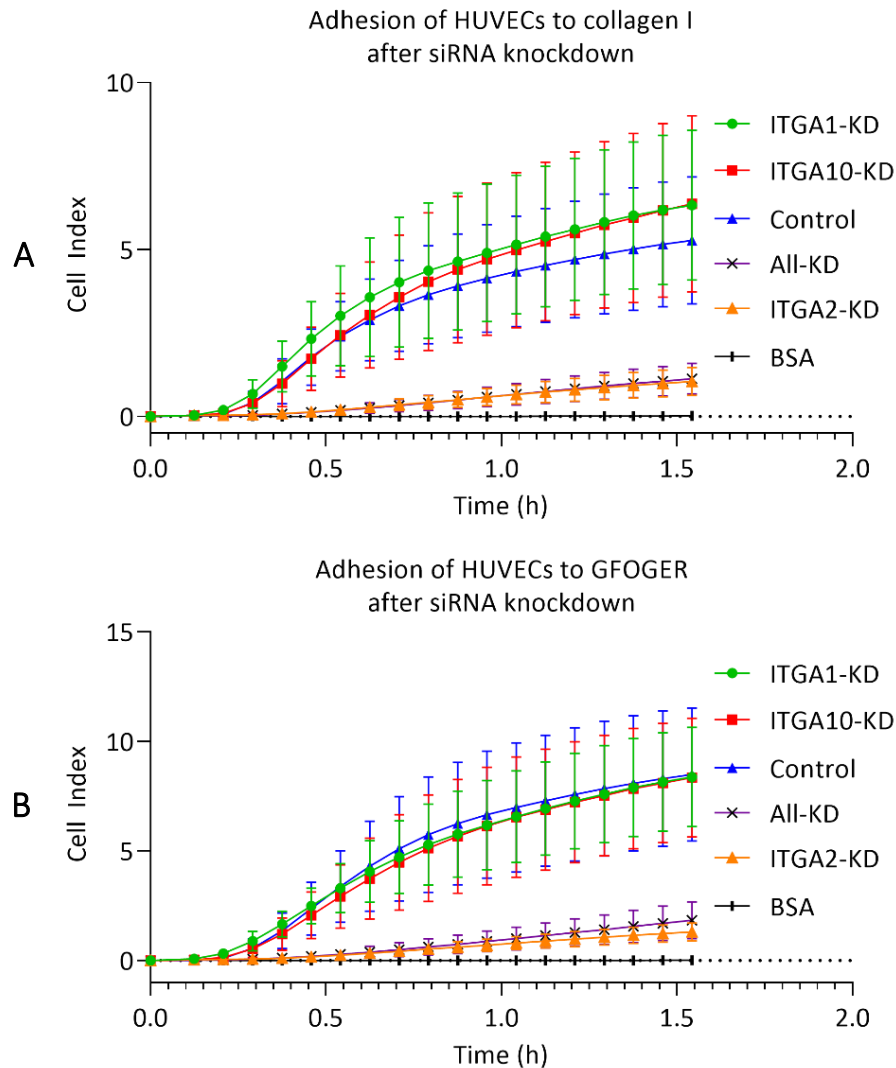 Adhesion of HUVECs to collagen I
after siRNA knockdown
A
Cell Index
10
5
0
0.0 0.5 1.0 1.5 2.0
Time (h)
ITGA1-KD
ITGA10-KD
Control
All-KD
ITGA2-KD
BSA
Adhesion of HUVECs to GFOGER
after siRNA knockdown
B
Cell Index
15
10
5
0
0.0 0.5 1.0 1.5 2.0
Time (h)
ITGA1-KD
ITGA10-KD
Control
All-KD
ITGA2-KD
BSA